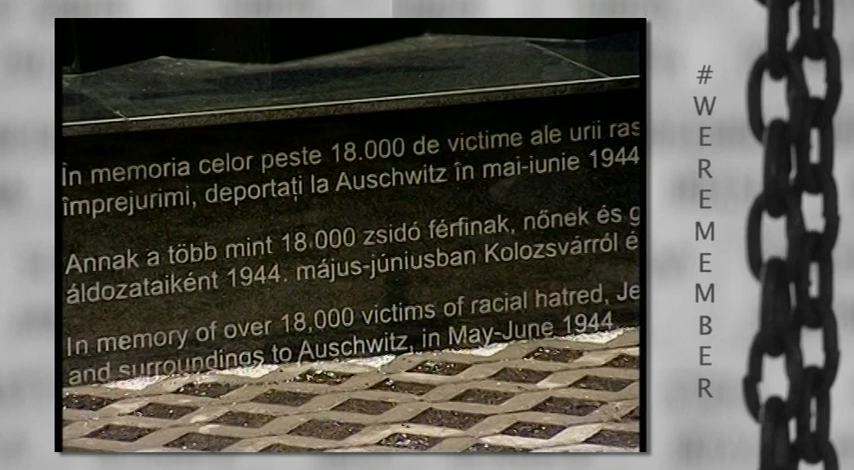 În memoria celor peste 18.000 de victime ale urii
împrejurimi, deportați la Auschwitz în mai-iunie 1944
Annak a több mint 18.000 zsidó férfinak, nőnek és
áldozataiként 1944. május-júniusban Kolozsvárról
In memory of over 18,000 victims of racial hatred,
and surroundings to Auschwitz, in May-June 1944
#WEREMEMBER